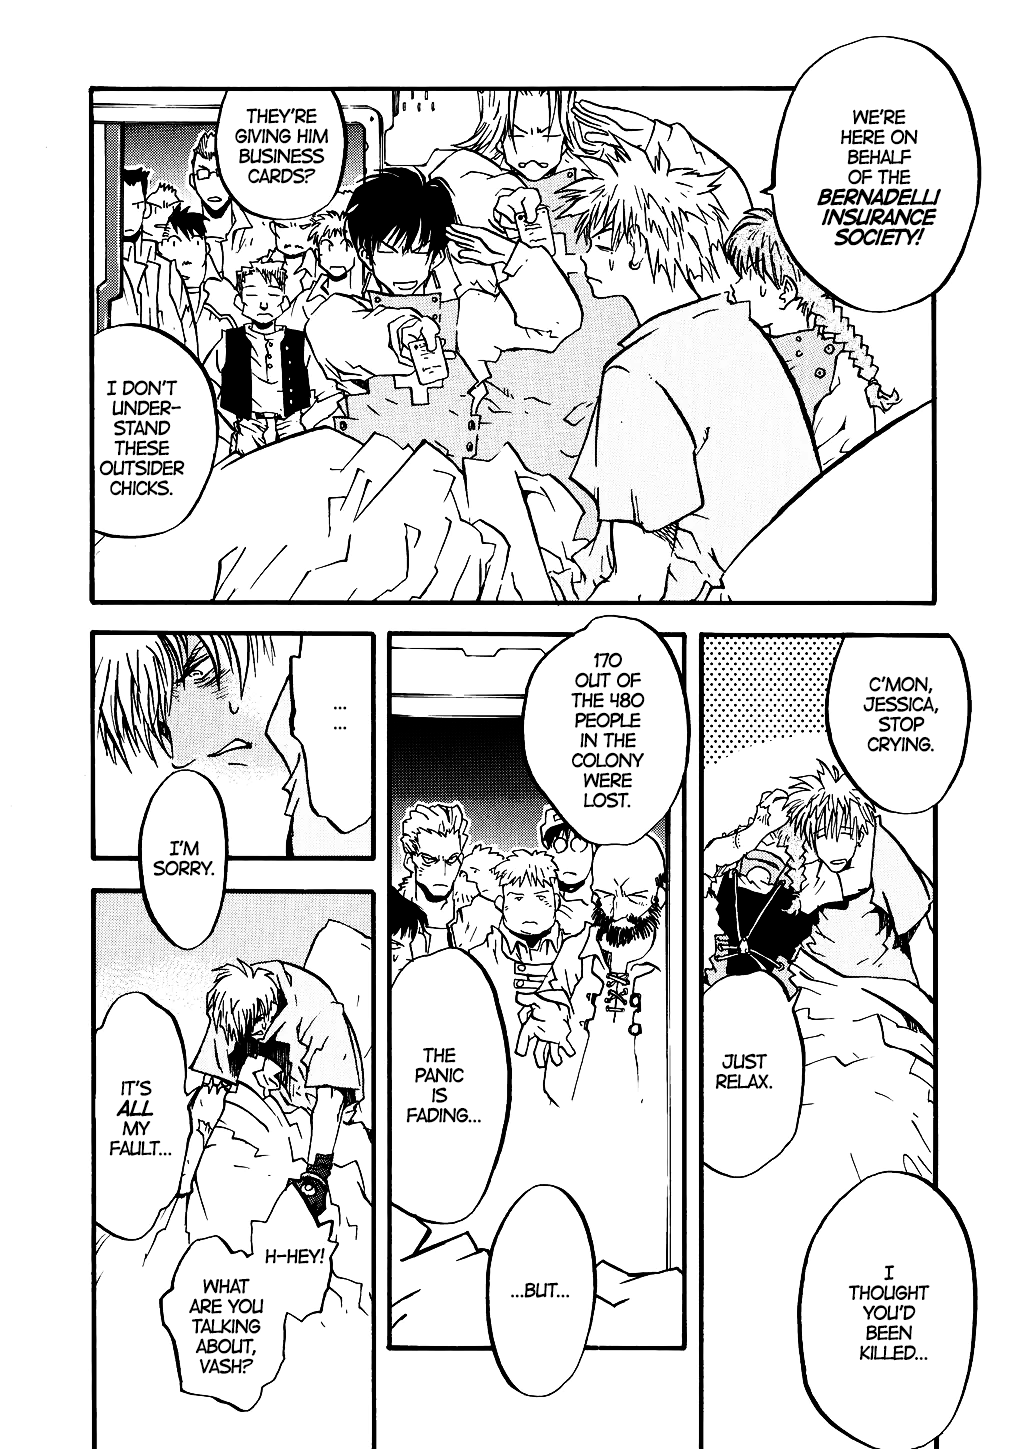 WE'RE
HERE ON
BEHALF
OF THE
BERNADELLI
INSURANCE
SOCIETY!
THEY'RE
GIVING HIM
BUSINESS
CARDS?
I DON'T
UNDER-
STAND
THESE
OUTSIDER
CHICKS.
C'MON,
JESSICA,
STOP
CRYING.
JUST
RELAX.
I
THOUGHT
YOU'D
BEEN
KILLED...
170
OUT OF
THE 480
PEOPLE
IN THE
COLONY
WERE
LOST.
THE
PANIC
IS
FADING...
...BUT...
...
...
I'M
SORRY.
IT'S
ALL
MY
FAULT...
H-HEY!
WHAT
ARE YOU
TALKING
ABOUT,
VASH?